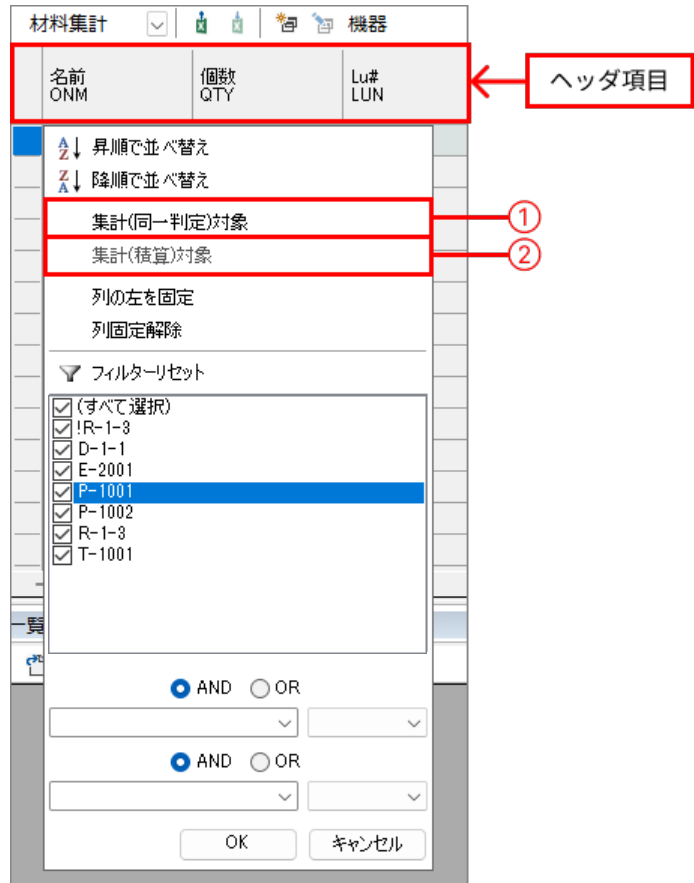 材料集計 機器
名前 個数 Lu#
ONM QTY LUN
ヘッダ項目
昇順で並べ替え
降順で並べ替え
集計(同一判定)対象 ①
集計(積算)対象 ②
列の左を固定
列固定解除
フィルターリセット
(すべて選択)
!R-1-3
D-1-1
E-2001
P-1001
P-1002
R-1-3
T-1001
一覧
AND OR
AND OR
OK キャンセル